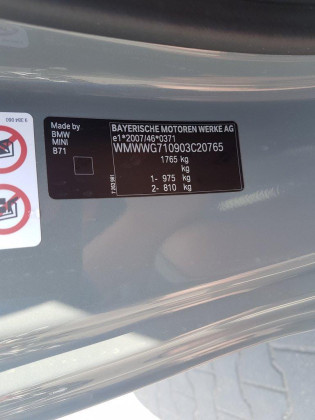 Made by
BMW
MINI
B71
BAYERISCHE MOTOREN WERKE AG
e1*2007/46*0371
WMWWG710903C20765
1765 kg
kg
1- 975 kg
2- 810 kg